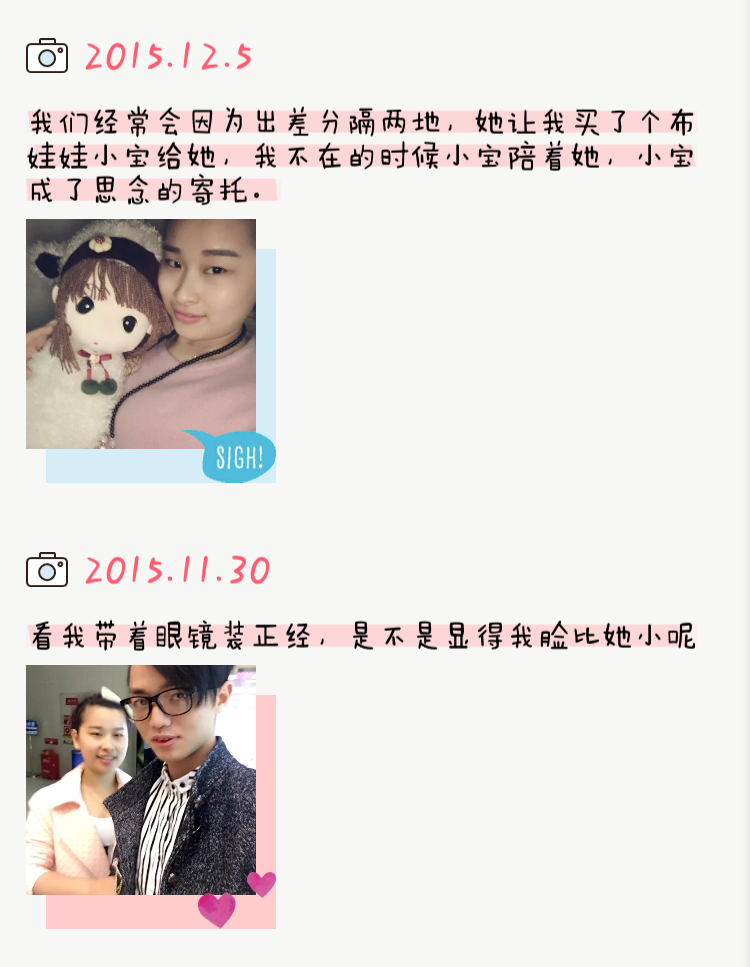 2015.12.5
我们经常会因为出差分隔两地，她让我买了个布
娃娃小宝给她，我不在的时候小宝陪着她，小宝
成了思念的寄托。
SIGH!
2015.11.30
看我带着眼镜装正经，是不是显得我脸比她小呢